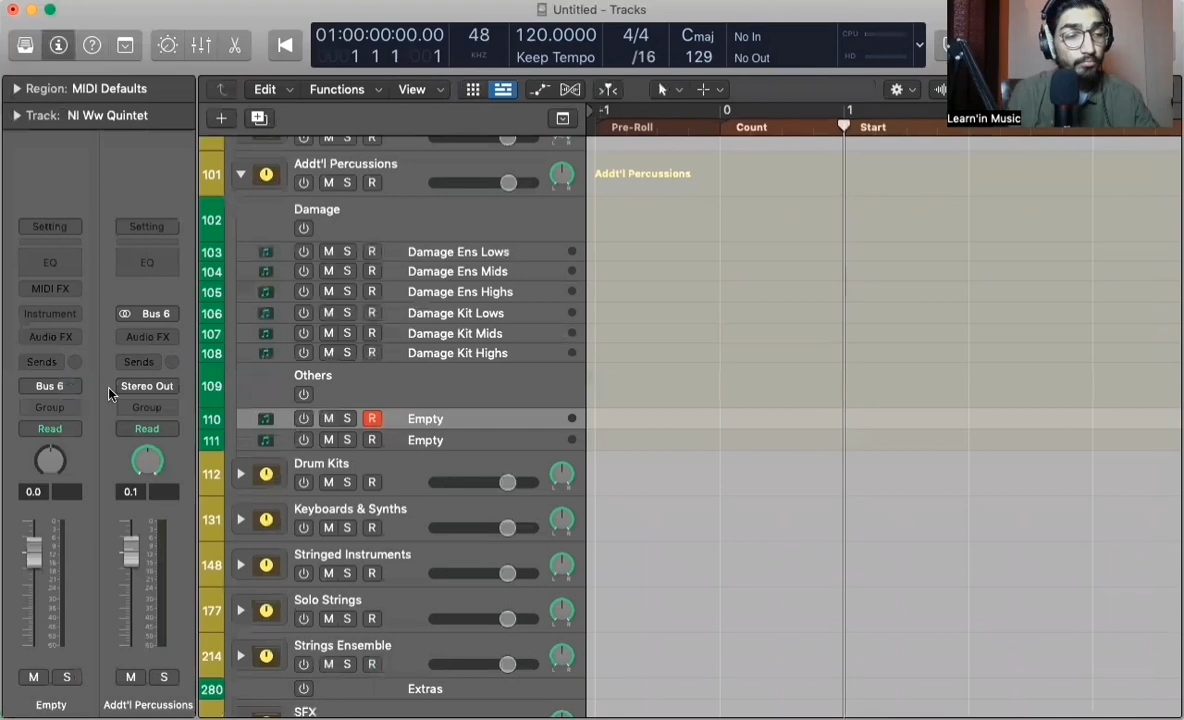 Untitled - Tracks
01:00:00:00.00
1 1 1 1
48
KHZ
120.0000
Keep Tempo
4/4
/16
Cmaj
129
No In
No Out
CPU
HD
Learn'in Music
Region: MIDI Defaults
Track: NI Ww Quintet
Edit
Functions
View
-1
0
1
Pre-Roll
Count
Start
101
Addt'l Percussions
M S R
Addt'l Percussions
102
Damage
103
M S R
Damage Ens Lows
104
M S R
Damage Ens Mids
105
M S R
Damage Ens Highs
106
M S R
Damage Kit Lows
107
M S R
Damage Kit Mids
108
M S R
Damage Kit Highs
109
Others
110
M S R
Empty
111
M S R
Empty
112
Drum Kits
M S R
131
Keyboards & Synths
M S R
148
Stringed Instruments
M S R
177
Solo Strings
M S R
214
Strings Ensemble
M S R
280
Extras
SFX
Setting
EQ
MIDI FX
Instrument
Audio FX
Sends
Bus 6
Group
Read
0.0
M S
Empty
Setting
EQ
Bus 6
Audio FX
Sends
Stereo Out
Group
Read
0.1
M S
Addt'l Percussions